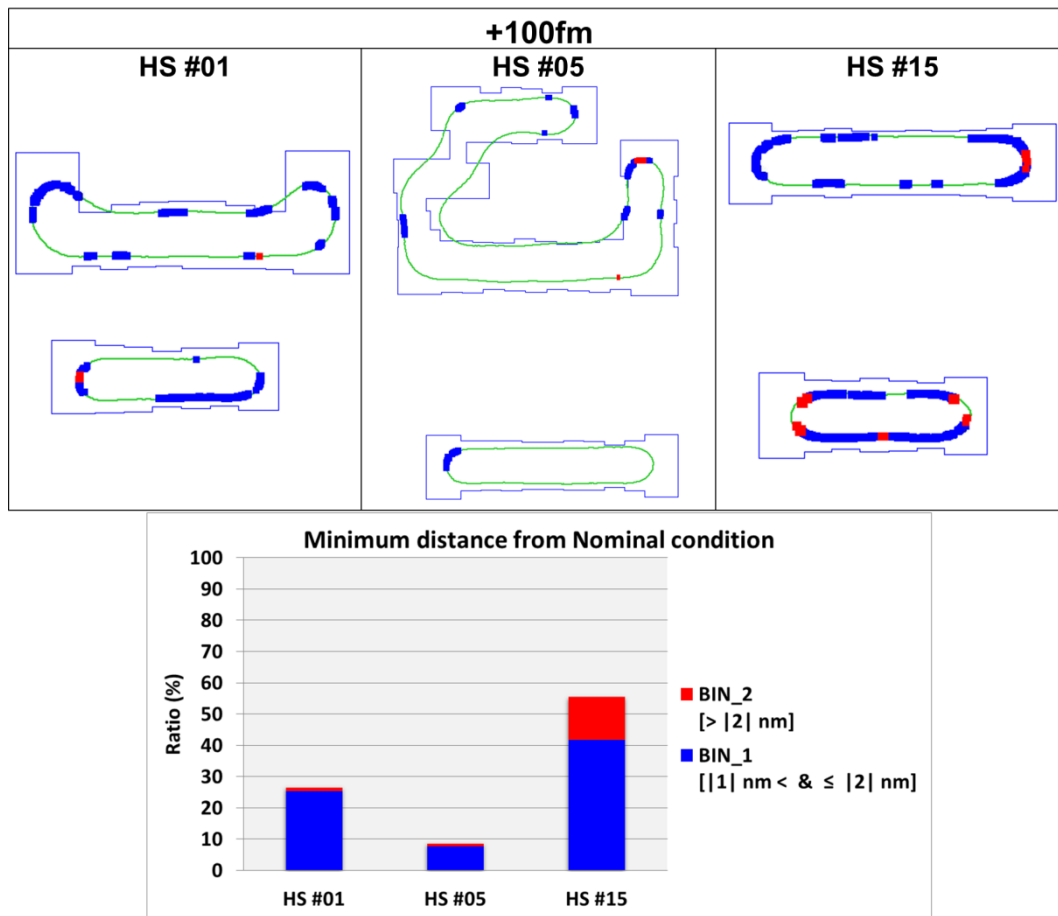 +100fm
HS #01
HS #05
HS #15
Minimum distance from Nominal condition
100
90
80
70
60
50
40
30
20
10
0
Ratio (%)
HS #01
HS #05
HS #15
BIN_2
[> |2| nm]
BIN_1
[|1| nm < & ≤ |2| nm]